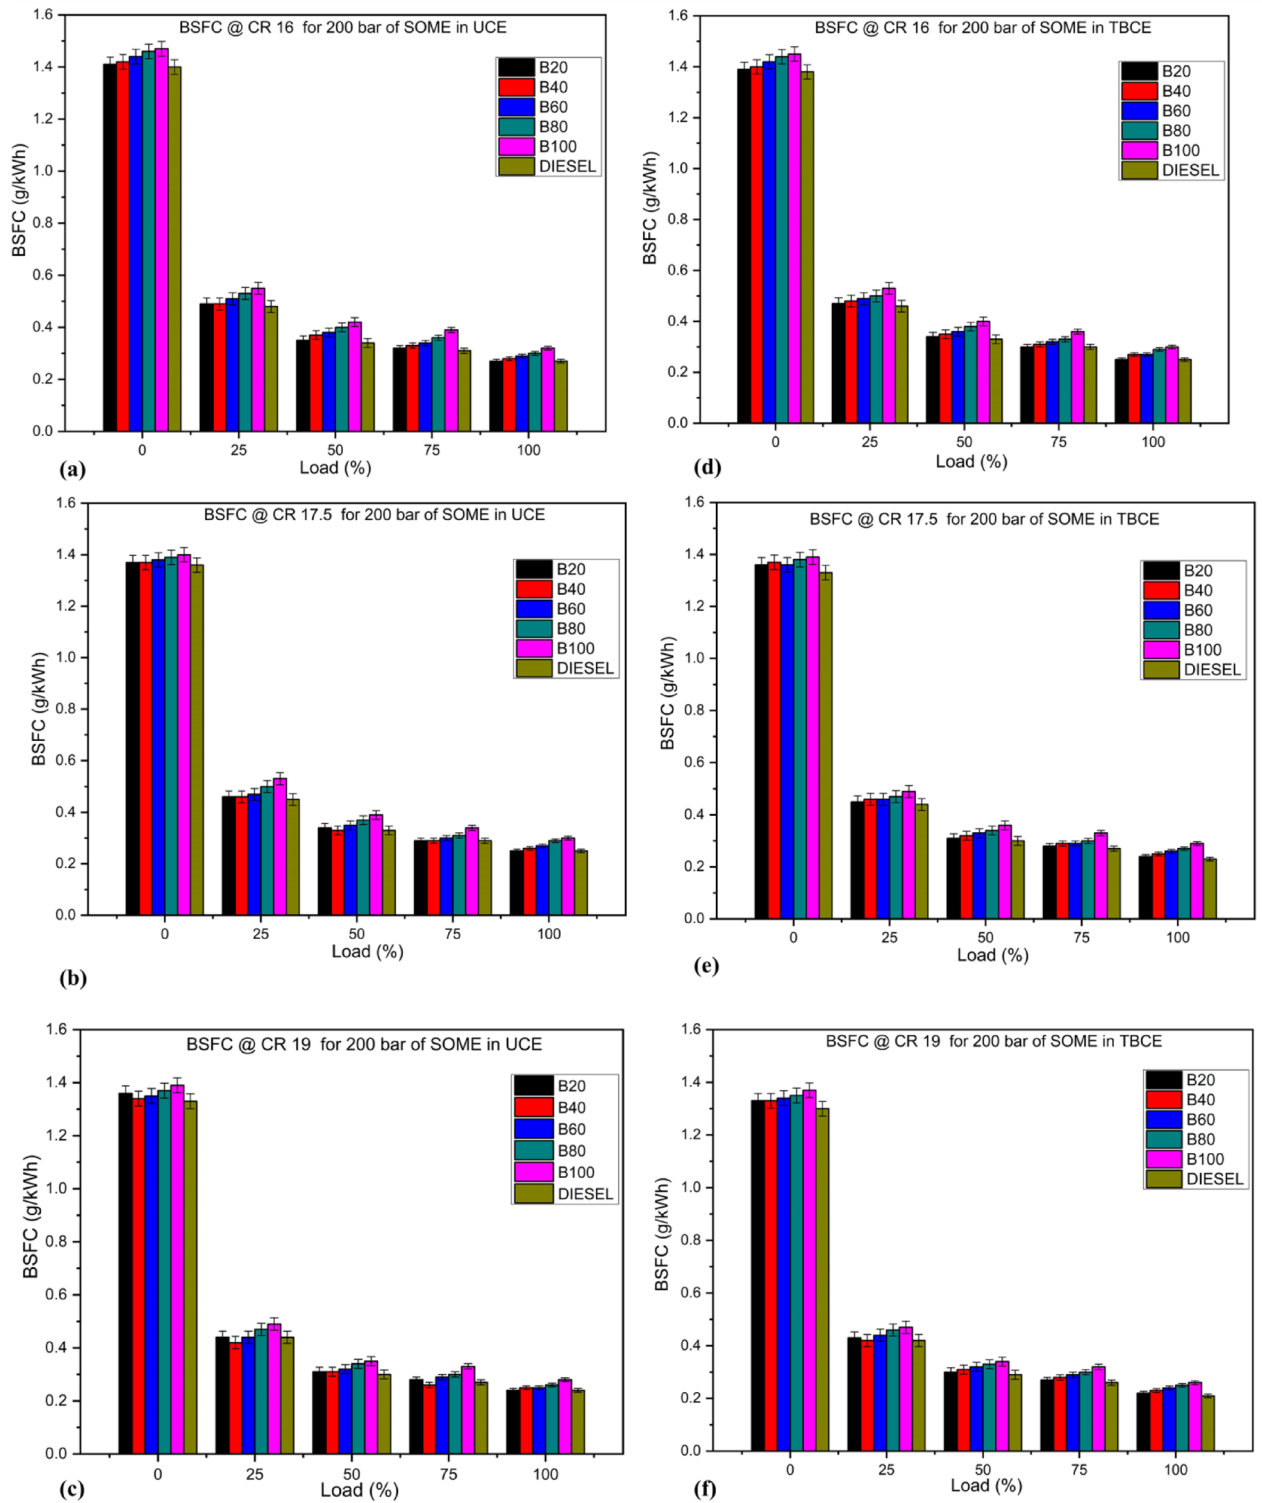 BSFC @ CR 16 for 200 bar of SOME in UCE
B20
B40
B60
B80
B100
DIESEL
BSFC (g/kWh)
1.6
1.4
1.2
1.0
0.8
0.6
0.4
0.2
0.0
0 25 50 75 100
Load (%)
(a)
BSFC @ CR 16 for 200 bar of SOME in TBCE
B20
B40
B60
B80
B100
DIESEL
BSFC (g/kWh)
1.6
1.4
1.2
1.0
0.8
0.6
0.4
0.2
0.0
0 25 50 75 100
Load (%)
(d)
BSFC @ CR 17.5 for 200 bar of SOME in UCE
B20
B40
B60
B80
B100
DIESEL
BSFC (g/kWh)
1.6
1.4
1.2
1.0
0.8
0.6
0.4
0.2
0.0
0 25 50 75 100
Load (%)
(b)
BSFC @ CR 17.5 for 200 bar of SOME in TBCE
B20
B40
B60
B80
B100
DIESEL
BSFC (g/kWh)
1.6
1.4
1.2
1.0
0.8
0.6
0.4
0.2
0.0
0 25 50 75 100
Load (%)
(e)
BSFC @ CR 19 for 200 bar of SOME in UCE
B20
B40
B60
B80
B100
DIESEL
BSFC (g/kWh)
1.6
1.4
1.2
1.0
0.8
0.6
0.4
0.2
0.0
0 25 50 75 100
Load (%)
(c)
BSFC @ CR 19 for 200 bar of SOME in TBCE
B20
B40
B60
B80
B100
DIESEL
BSFC (g/kWh)
1.6
1.4
1.2
1.0
0.8
0.6
0.4
0.2
0.0
0 25 50 75 100
Load (%)
(f)